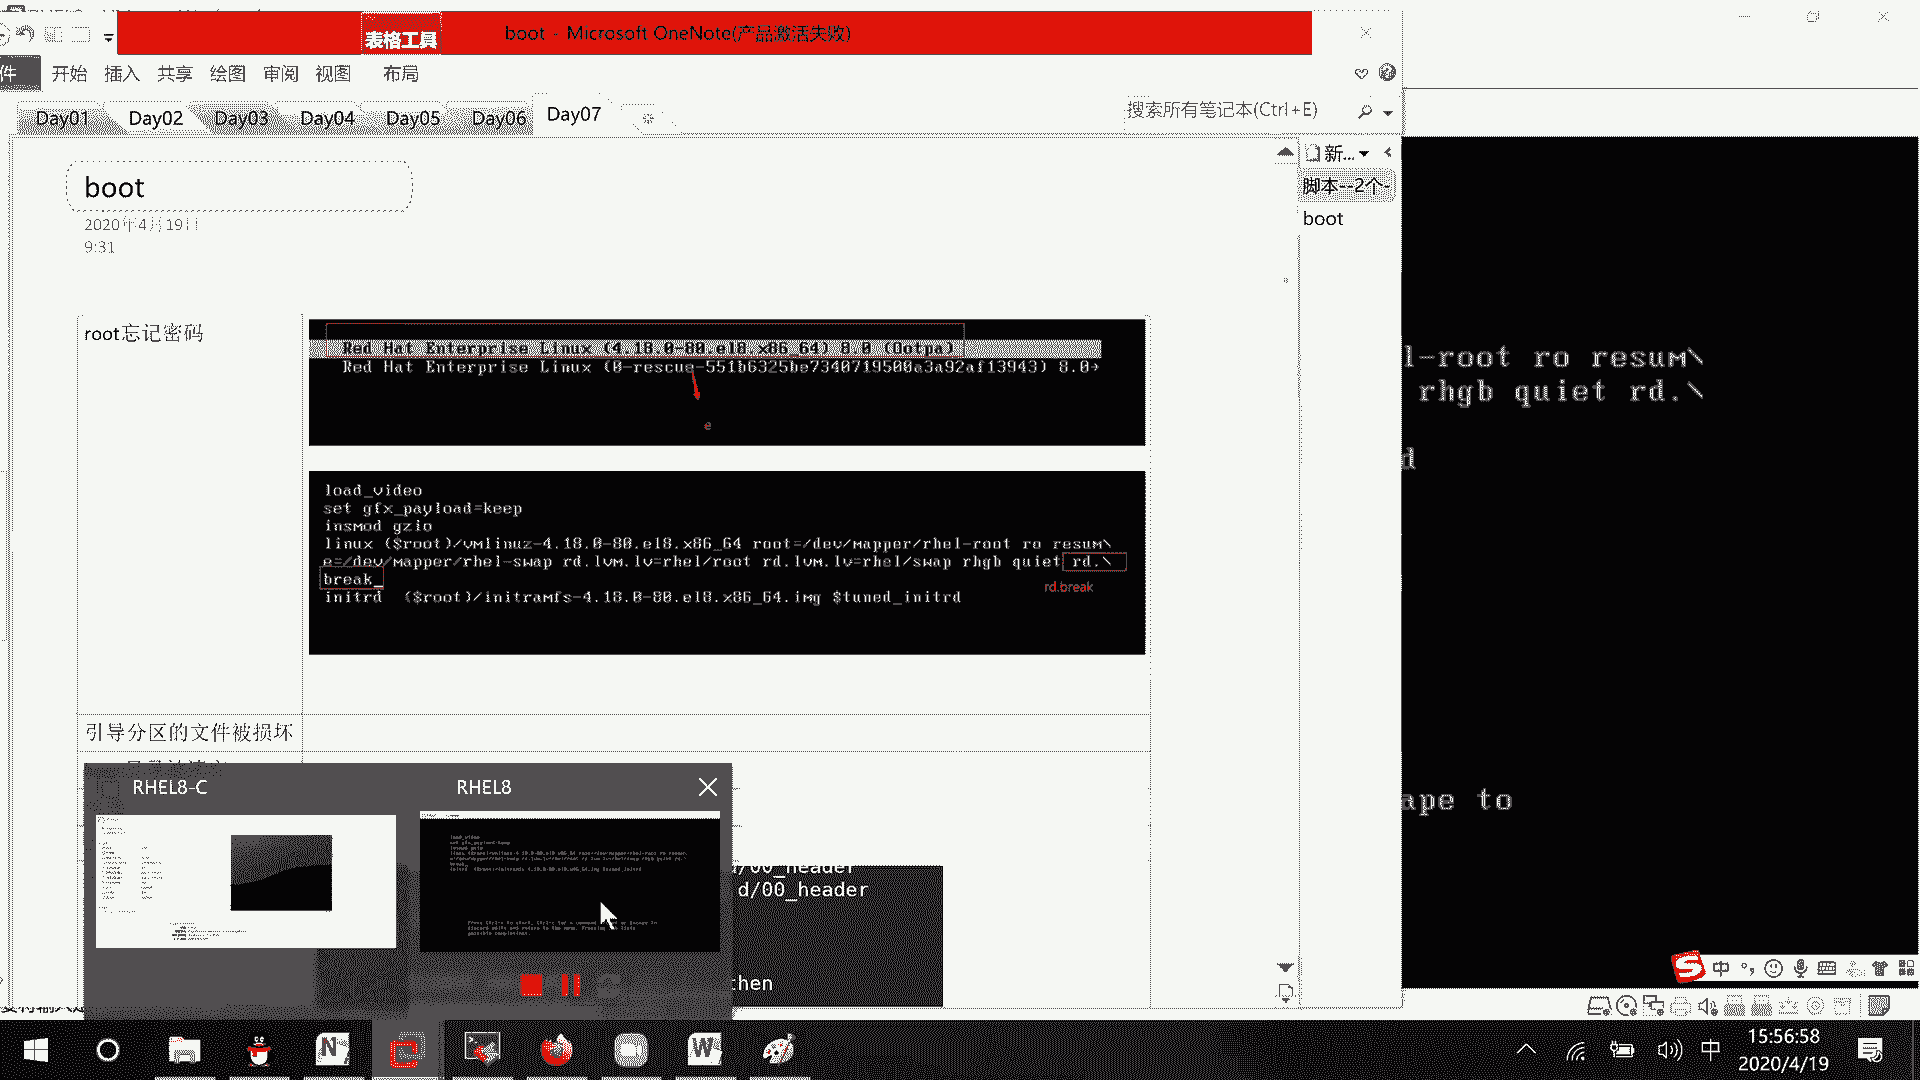 表格工具
boot - Microsoft OneNote(产品激活失败)
件 开始 插入 共享 绘图 审阅 视图 布局
Day01 Day02 Day03 Day04 Day05 Day06 Day07
搜索所有笔记本(Ctrl+E)
新...
脚本--2个-
boot
boot
2020年4月19日
9:31
root忘记密码
Red Hat Enterprise Linux (4.18.0-80.el8.x86_64) 8.0 (Ootpa)
Red Hat Enterprise Linux (0-rescue-551b6325be7340719500a3a92af13943) 8.0→
e
load_video
set gfx_payload=keep
insmod gzio
linux ($root)/vmlinuz-4.18.0-80.el8.x86_64 root=/dev/mapper/rhel-root ro resum\
e=/dev/mapper/rhel-swap rd.lvm.lv=rhel/root rd.lvm.lv=rhel/swap rhgb quiet rd.\
break_
rd.break
initrd ($root)/initramfs-4.18.0-80.el8.x86_64.img $tuned_initrd
l-root ro resum\
rhgb quiet rd.\
d
ape to
引导分区的文件被损坏
RHEL8-C
RHEL8
d/00_header
d/00_header
then
中
中
15:56:58
2020/4/19